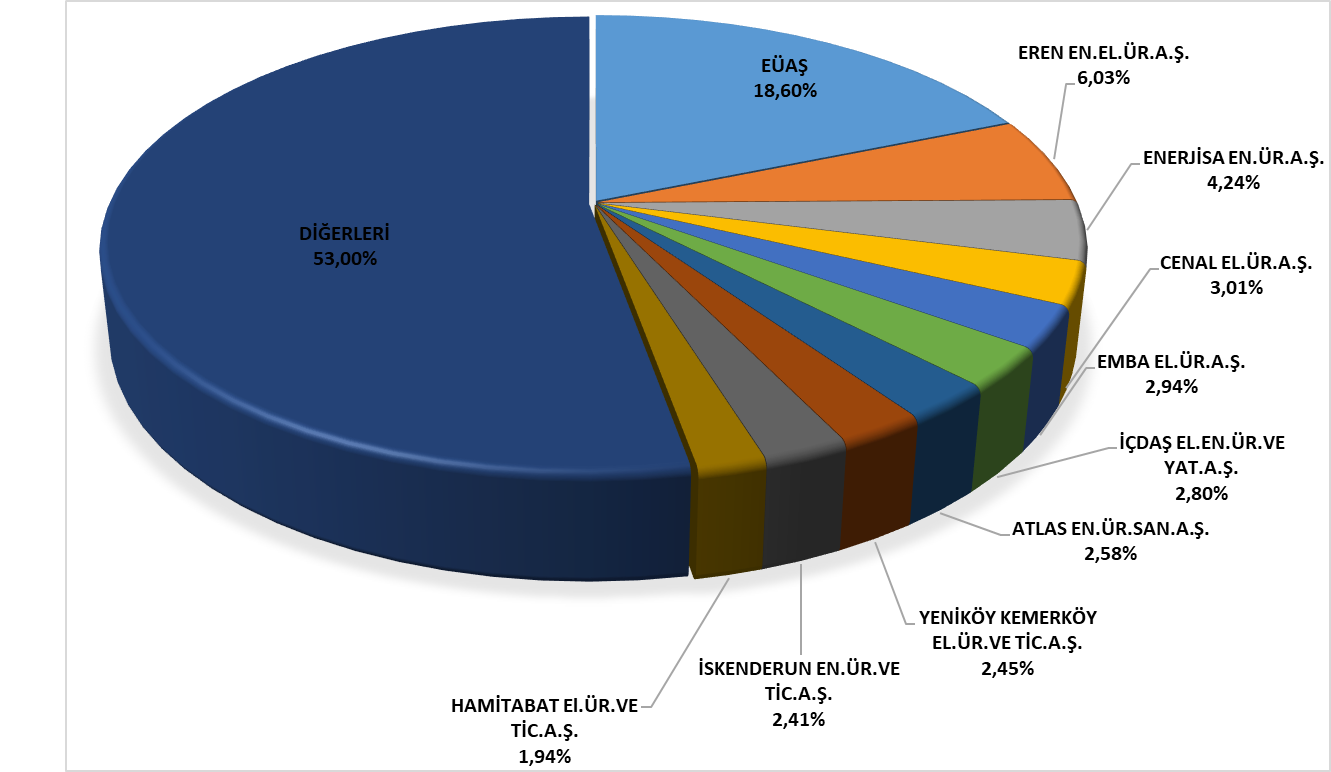 EÜAŞ
18,60%
EREN EN.EL.ÜR.A.Ş.
6,03%
ENERJİSA EN.ÜR.A.Ş.
4,24%
CENAL EL.ÜR.A.Ş.
3,01%
EMBA EL.ÜR.A.Ş.
2,94%
İÇDAŞ EL.EN.ÜR.VE
YAT.A.Ş.
2,80%
ATLAS EN.ÜR.SAN.A.Ş.
2,58%
YENİKÖY KEMERKÖY
EL.ÜR.VE TİC.A.Ş.
2,45%
İSKENDERUN EN.ÜR.VE
TİC.A.Ş.
2,41%
HAMİTABAT El.ÜR.VE
TİC.A.Ş.
1,94%
DİĞERLERİ
53,00%